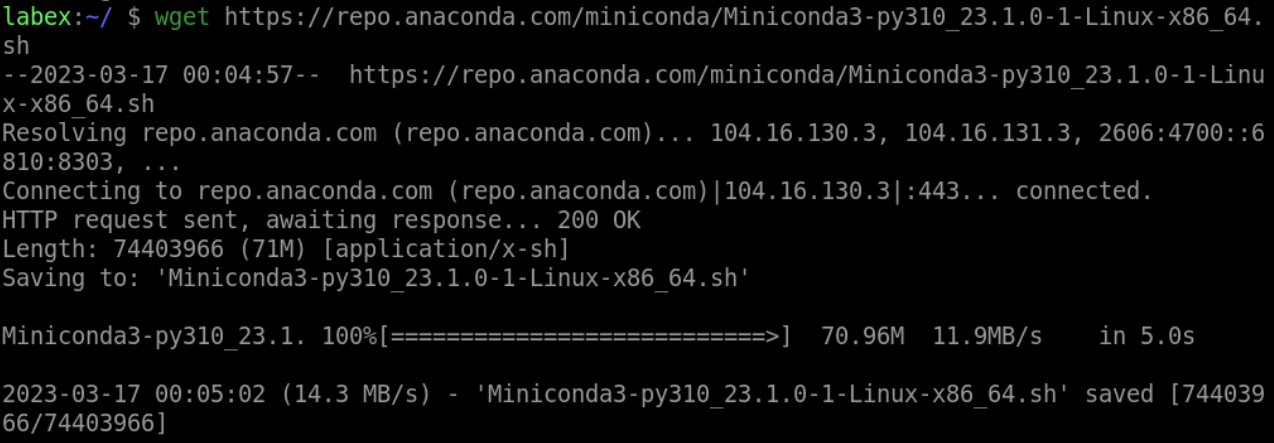 labex:~/ $ wget https://repo.anaconda.com/miniconda/Miniconda3-py310_23.1.0-1-Linux-x86_64.
sh
--2023-03-17 00:04:57--  https://repo.anaconda.com/miniconda/Miniconda3-py310_23.1.0-1-Linu
x-x86_64.sh
Resolving repo.anaconda.com (repo.anaconda.com)... 104.16.130.3, 104.16.131.3, 2606:4700::6
810:8303, ...
Connecting to repo.anaconda.com (repo.anaconda.com)|104.16.130.3|:443... connected.
HTTP request sent, awaiting response... 200 OK
Length: 74403966 (71M) [application/x-sh]
Saving to: 'Miniconda3-py310_23.1.0-1-Linux-x86_64.sh'
Miniconda3-py310_23.1. 100%[===========================>]  70.96M  11.9MB/s    in 5.0s
2023-03-17 00:05:02 (14.3 MB/s) - 'Miniconda3-py310_23.1.0-1-Linux-x86_64.sh' saved [744039
66/74403966]